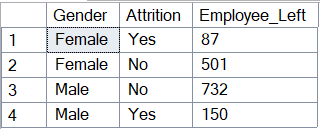 Gender Attrition Employee_Left
1 Female Yes 87
2 Female No 501
3 Male No 732
4 Male Yes 150